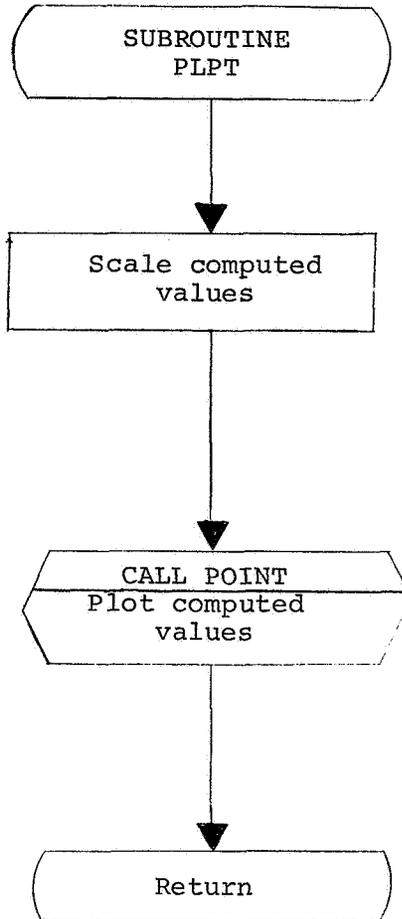 SUBROUTINE
PLPT
Scale computed
values
CALL POINT
Plot computed
values
Return